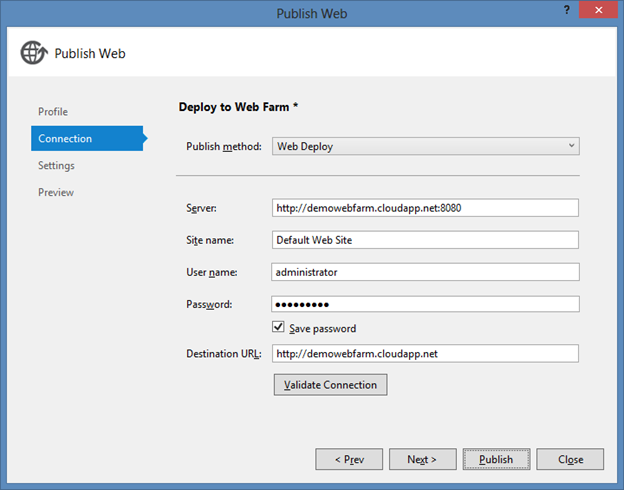 Publish Web
?
Publish Web
Profile
Connection
Settings
Preview
Deploy to Web Farm *
Publish method: Web Deploy
Server: http://demowebfarm.cloudapp.net:8080
Site name: Default Web Site
User name: administrator
Password: ●●●●●●●●●
Save password
Destination URL: http://demowebfarm.cloudapp.net
Validate Connection
< Prev Next > Publish Close